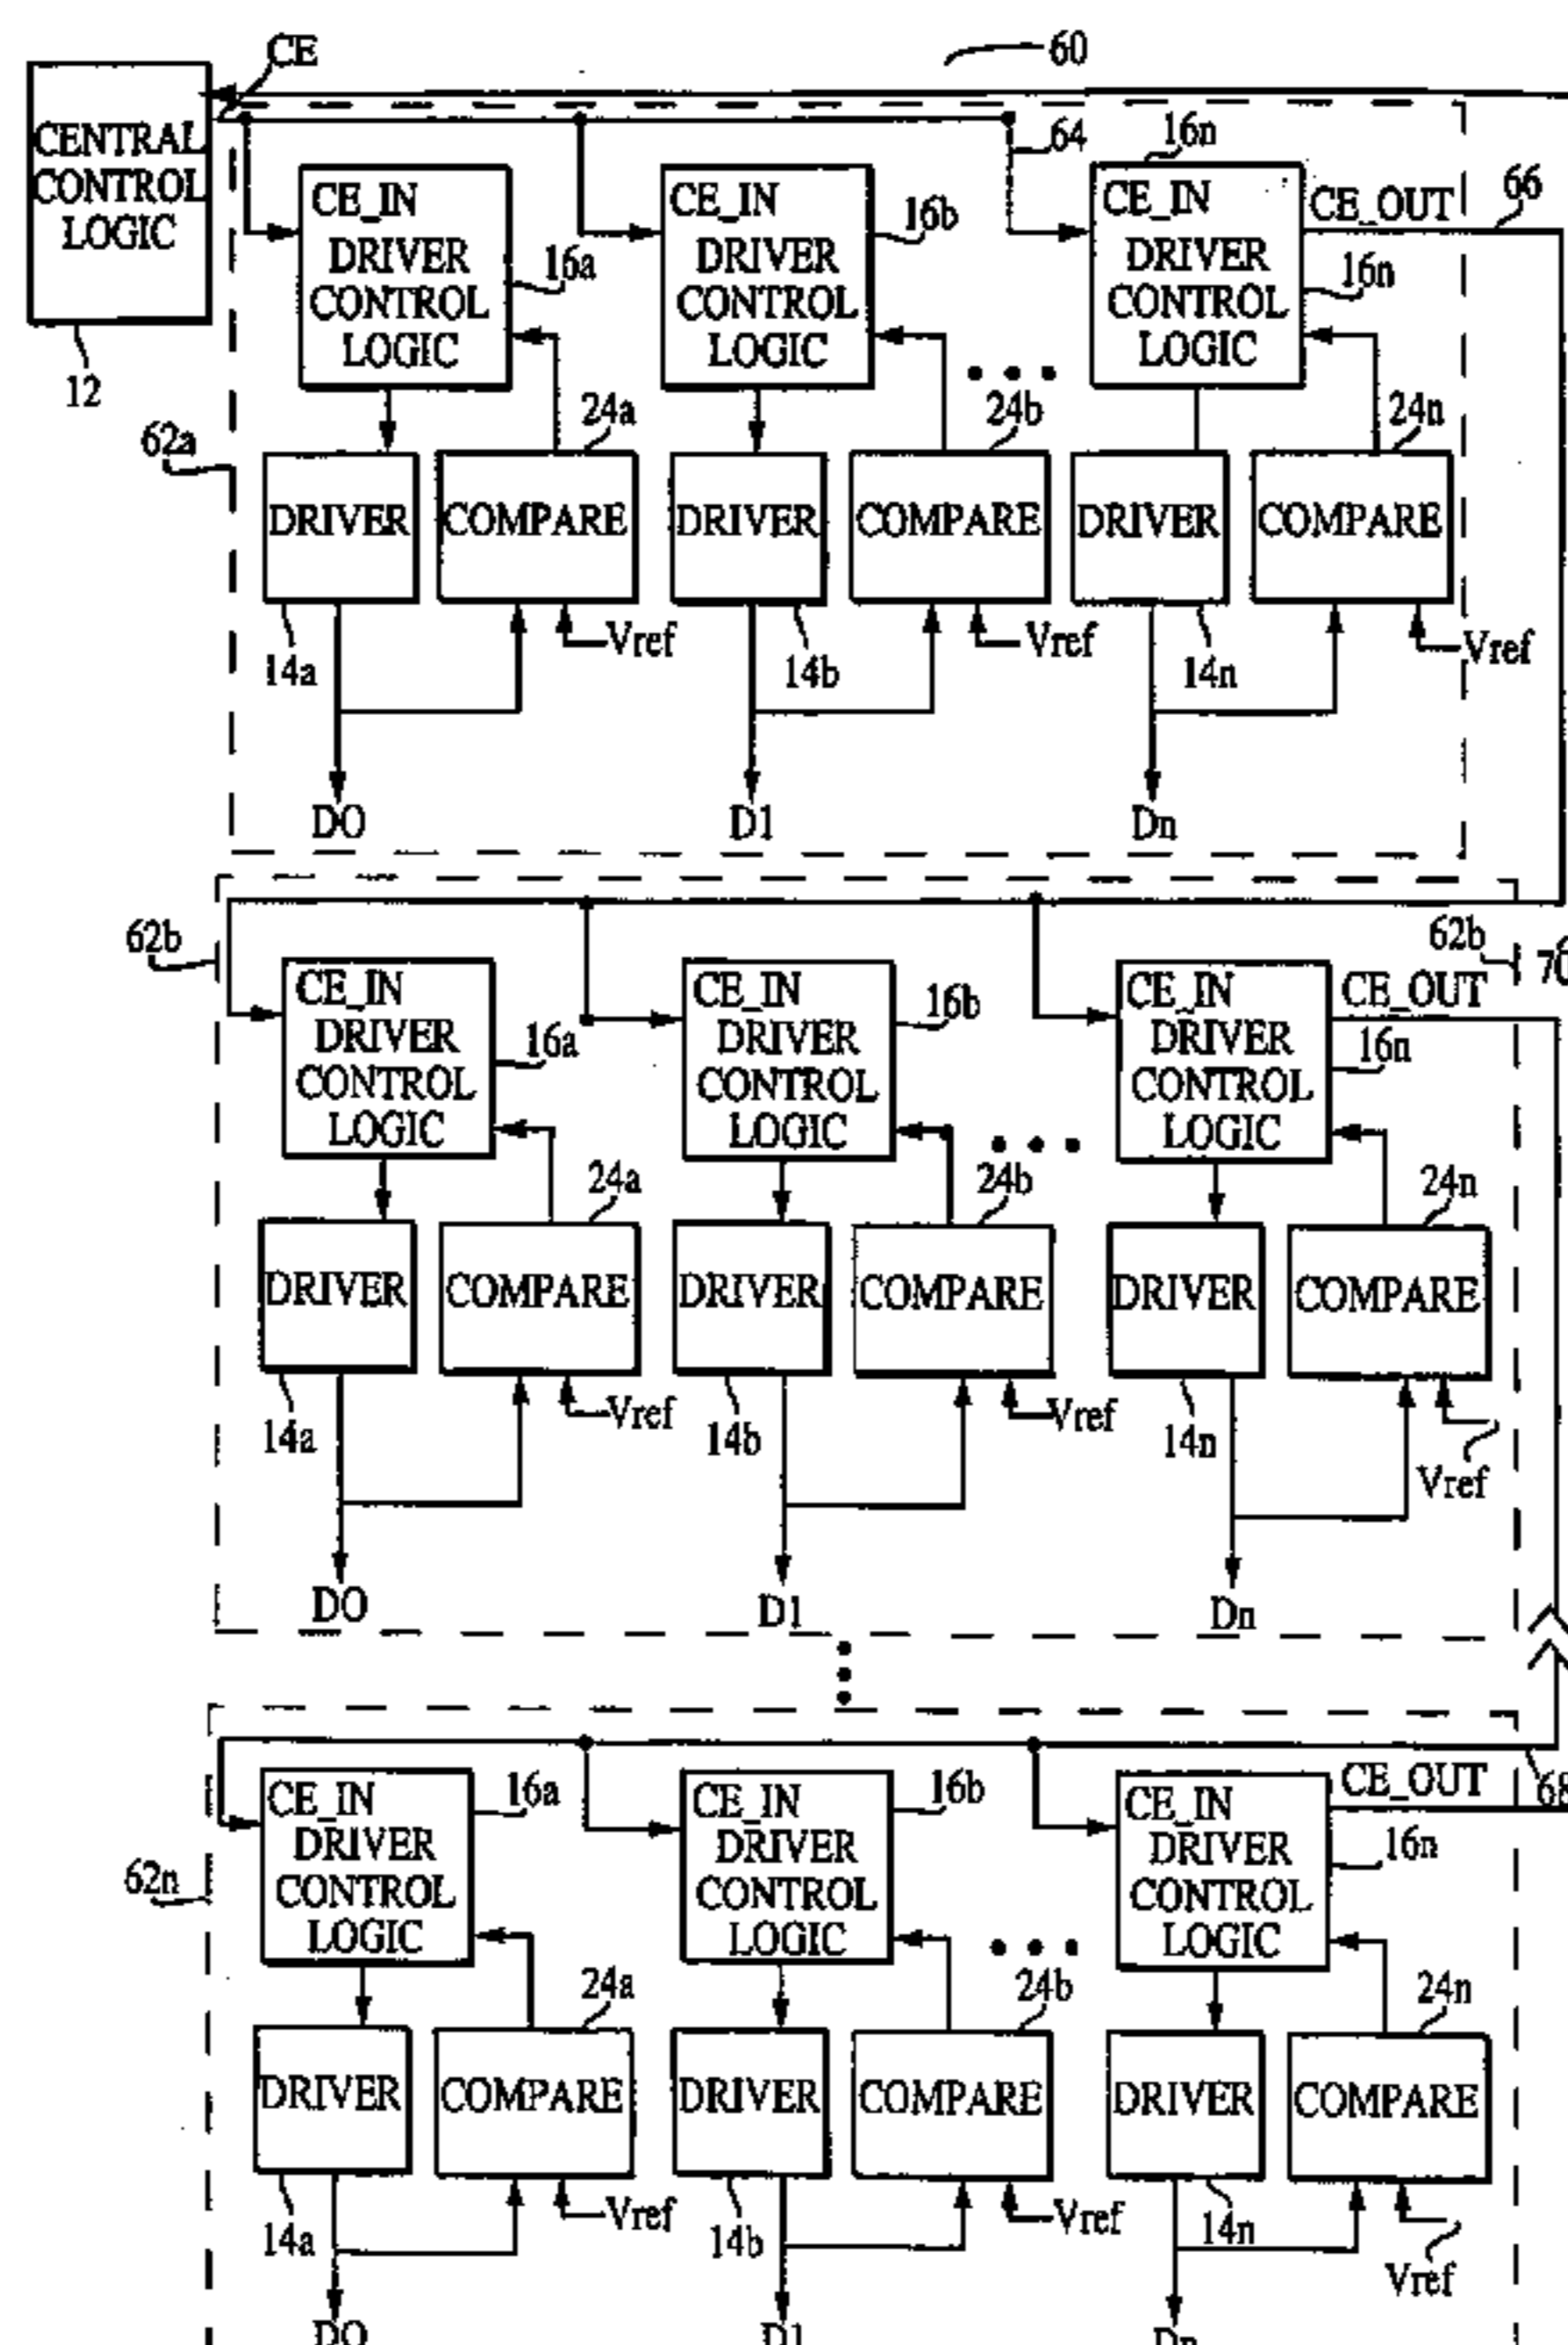 CE
60
CENTRAL
CONTROL
LOGIC
12
64
16n
CE_IN
DRIVER
CONTROL
LOGIC
16a
CE_IN
DRIVER
CONTROL
LOGIC
16b
CE_IN
DRIVER
CONTROL
LOGIC
CE_OUT
66
16n
62a
24a
24b
24n
DRIVER
COMPARE
DRIVER
COMPARE
DRIVER
COMPARE
14a
Vref
14b
Vref
14n
Vref
DO
D1
Dn
62b
62b
70
CE_IN
DRIVER
CONTROL
LOGIC
16a
CE_IN
DRIVER
CONTROL
LOGIC
16b
CE_IN
DRIVER
CONTROL
LOGIC
CE_OUT
16n
24a
24b
24n
DRIVER
COMPARE
DRIVER
COMPARE
DRIVER
COMPARE
14a
Vref
14b
Vref
14n
Vref
DO
D1
Dn
CE_IN
DRIVER
CONTROL
LOGIC
16a
CE_IN
DRIVER
CONTROL
LOGIC
16b
CE_IN
DRIVER
CONTROL
LOGIC
CE_OUT
68
16n
62n
24a
24b
24n
DRIVER
COMPARE
DRIVER
COMPARE
DRIVER
COMPARE
14a
Vref
14b
Vref
14n
Vref
DO
D1
Dn